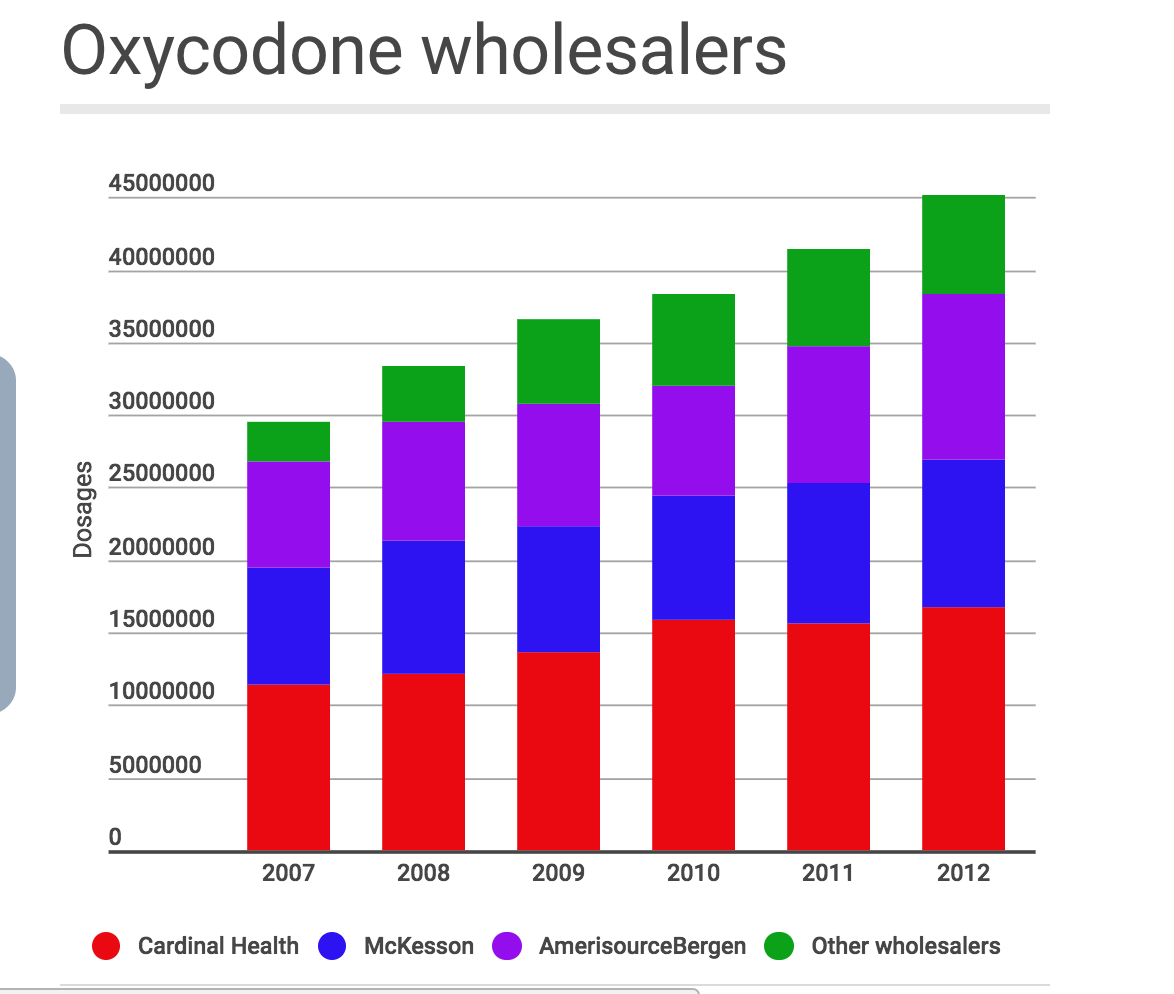 Oxycodone wholesalers
45000000
40000000
35000000
30000000
25000000
20000000
15000000
10000000
5000000
0
Dosages
2007 2008 2009 2010 2011 2012
Cardinal Health McKesson AmerisourceBergen Other wholesalers